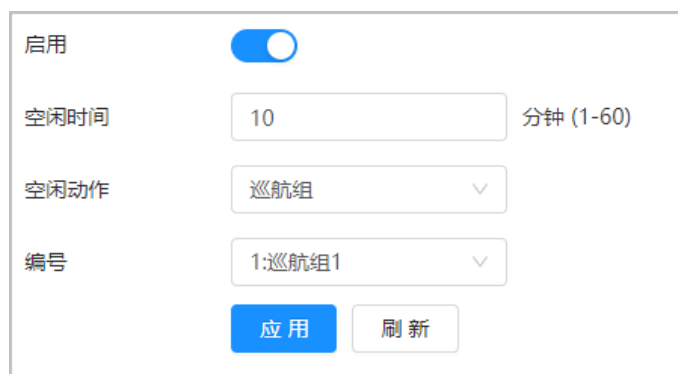 启用
空闲时间 10 分钟 (1-60)
空闲动作 巡航组
编号 1:巡航组1
应用 刷新